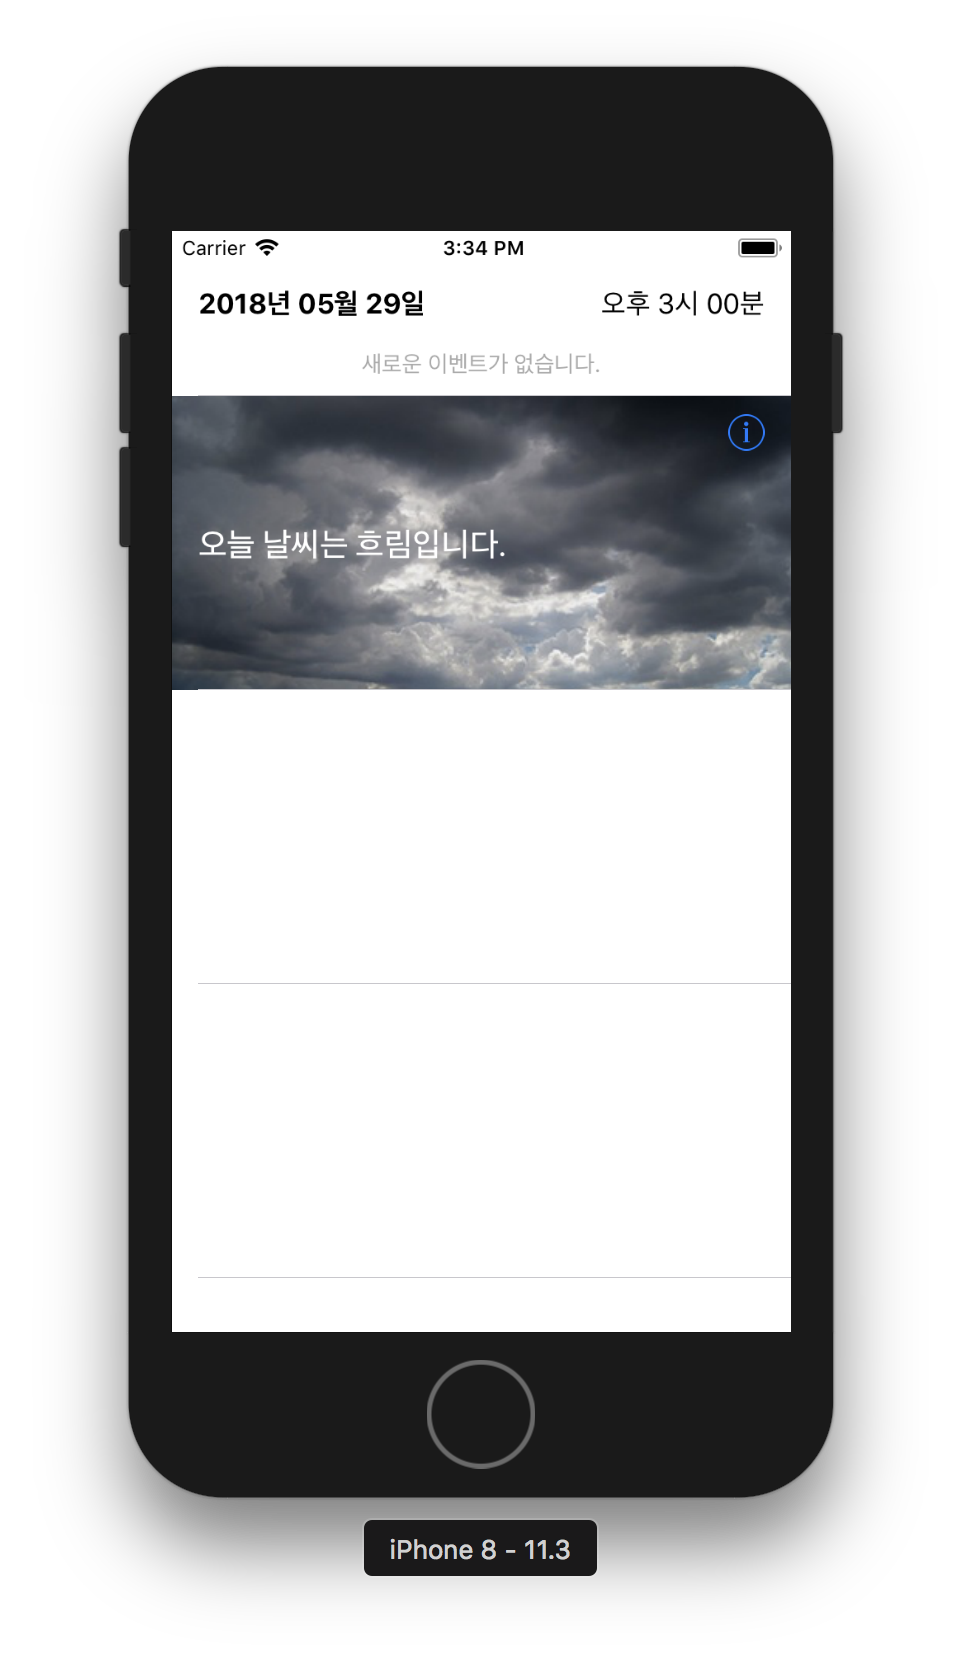 Carrier 3:34 PM
2018년 05월 29일 오후 3시 00분
새로운 이벤트가 없습니다.
i
오늘 날씨는 흐림입니다.
iPhone 8 - 11.3